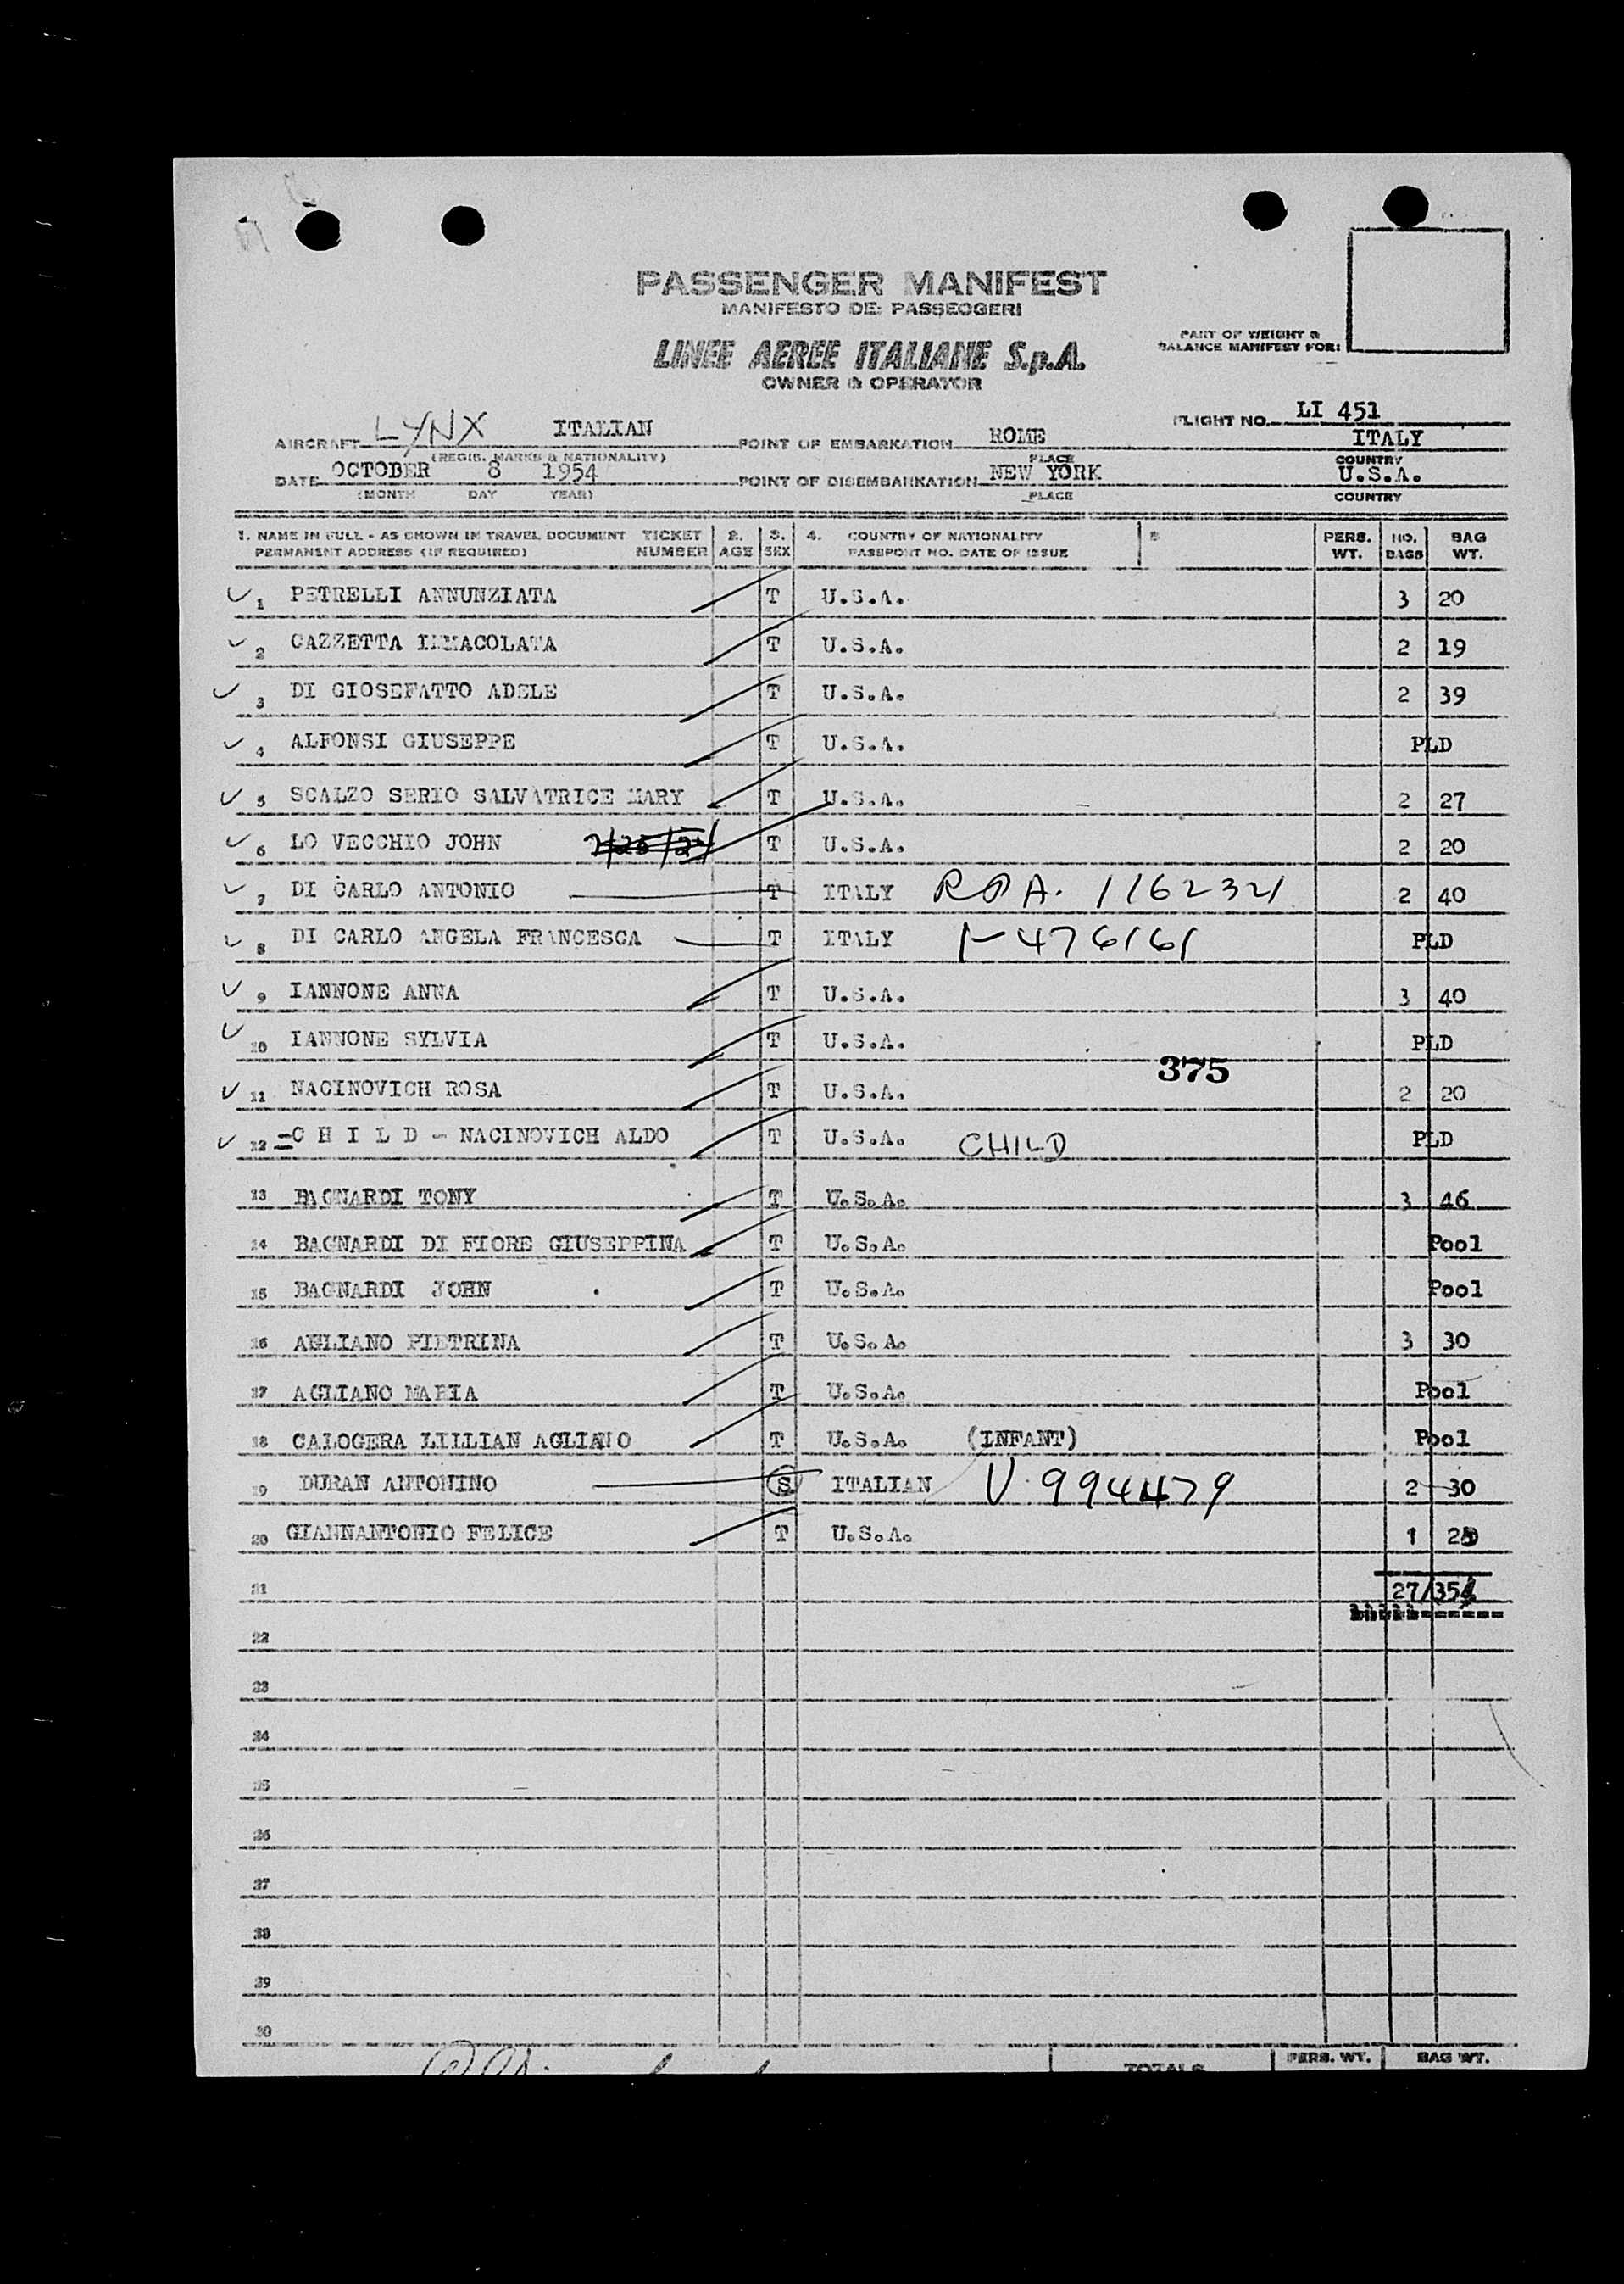 PASSENGER MANIFEST
MANIFESTO DEI PASSEGGERI
LINEE AEREE ITALIANE S.p.A.
OWNER & OPERATOR
PART OF WEIGHT &
BALANCE MANIFEST FOR:
FLIGHT NO. LI 451
AIRCRAFT LYNX ITALIAN POINT OF EMBARKATION ROME ITALY
(REGIS. MARKS & NATIONALITY) PLACE COUNTRY
DATE OCTOBER 8 1954 POINT OF DISEMBARKATION NEW YORK U.S.A.
(MONTH DAY YEAR) PLACE COUNTRY
1. NAME IN FULL - AS SHOWN IN TRAVEL DOCUMENT TICKET 2. 3. 4. COUNTRY OF NATIONALITY 5 PERS. NO. BAG
PERMANENT ADDRESS (IF REQUIRED) NUMBER AGE SEX PASSPORT NO. DATE OF ISSUE WT. BAGS WT.
1 PETRELLI ANNUNZIATA T U.S.A. 3 20
2 CAZZETTA IMMACOLATA T U.S.A. 2 19
3 DI GIOSEFATTO ADELE T U.S.A. 2 39
4 ALFONSI GIUSEPPE T U.S.A. PLD
5 SCALZO SERIO SALVATRICE MARY T U.S.A. 2 27
6 LO VECCHIO JOHN T U.S.A. 2 20
7 DI CARLO ANTONIO T ITALY 1162321 2 40
8 DI CARLO ANGELA FRANCESCA T ITALY 1-476161 PLD
9 IANNONE ANNA T U.S.A. 3 40
10 IANNONE SYLVIA T U.S.A. PLD
375
11 NACINOVICH ROSA T U.S.A. 2 20
12 =C H I L D - NACINOVICH ALDO T U.S.A. CHILD PLD
13 BAGNARDI TONY T U.S.A. 3 46
14 BAGNARDI DI FIORE GIUSEPPINA T U.S.A. Pool
15 BAGNARDI JOHN T U.S.A. Pool
16 AGLIANO PIETRINA T U.S.A. 3 30
17 AGLIANO MARIA T U.S.A. Pool
18 CALOGERA LILLIAN AGLIANO T U.S.A. (INFANT) Pool
19 DURAN ANTONINO S ITALIAN V-994479 2 30
20 GIANNANTONIO FELICE T U.S.A. 1
21 27/
22
23
24
25
26
27
28
29
30
TOTALS PERS. WT. BAG WT.